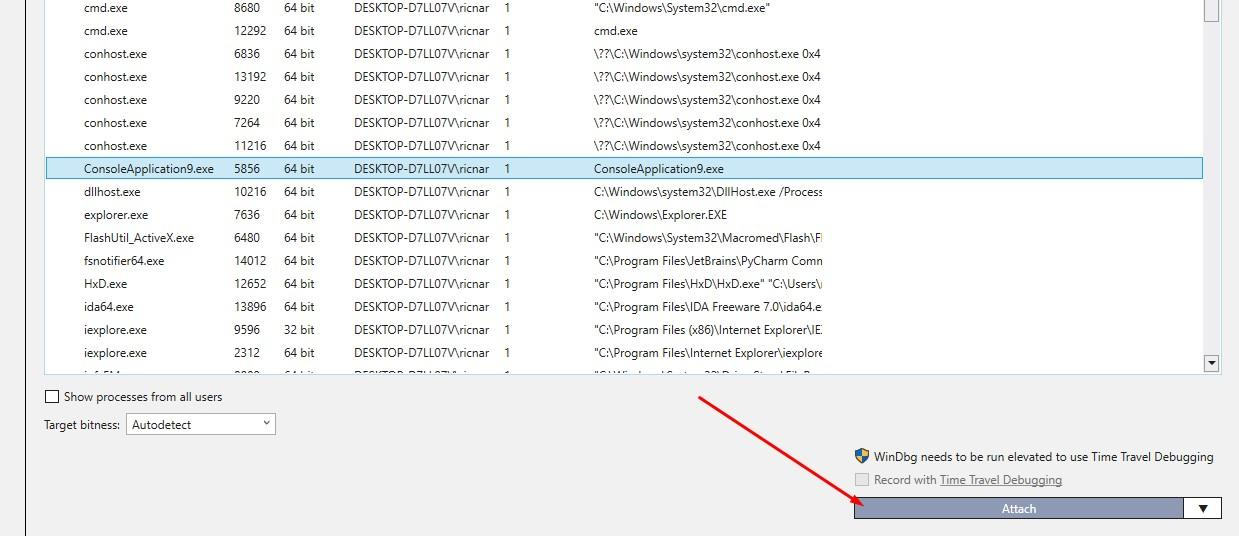 cmd.exe 8680 64 bit DESKTOP-D7LL07V\ricnar 1 "C:\Windows\System32\cmd.exe"
cmd.exe 12292 64 bit DESKTOP-D7LL07V\ricnar 1 cmd.exe
conhost.exe 6836 64 bit DESKTOP-D7LL07V\ricnar 1 \??\C:\Windows\system32\conhost.exe 0x4
conhost.exe 13192 64 bit DESKTOP-D7LL07V\ricnar 1 \??\C:\Windows\system32\conhost.exe 0x4
conhost.exe 9220 64 bit DESKTOP-D7LL07V\ricnar 1 \??\C:\Windows\system32\conhost.exe 0x4
conhost.exe 7264 64 bit DESKTOP-D7LL07V\ricnar 1 \??\C:\Windows\system32\conhost.exe 0x4
conhost.exe 11216 64 bit DESKTOP-D7LL07V\ricnar 1 \??\C:\Windows\system32\conhost.exe 0x4
ConsoleApplication9.exe 5856 64 bit DESKTOP-D7LL07V\ricnar 1 ConsoleApplication9.exe
dllhost.exe 10216 64 bit DESKTOP-D7LL07V\ricnar 1 C:\Windows\system32\DllHost.exe /Process
explorer.exe 7636 64 bit DESKTOP-D7LL07V\ricnar 1 C:\Windows\Explorer.EXE
FlashUtil_ActiveX.exe 6480 64 bit DESKTOP-D7LL07V\ricnar 1 "C:\Windows\System32\Macromed\Flash\Fl
fsnotifier64.exe 14012 64 bit DESKTOP-D7LL07V\ricnar 1 "C:\Program Files\JetBrains\PyCharm Comm
HxD.exe 12652 64 bit DESKTOP-D7LL07V\ricnar 1 "C:\Program Files\HxD\HxD.exe" "C:\Users\
ida64.exe 13896 64 bit DESKTOP-D7LL07V\ricnar 1 "C:\Program Files\IDA Freeware 7.0\ida64.e
iexplore.exe 9596 32 bit DESKTOP-D7LL07V\ricnar 1 "C:\Program Files (x86)\Internet Explorer\IE
iexplore.exe 2312 64 bit DESKTOP-D7LL07V\ricnar 1 "C:\Program Files\Internet Explorer\iexplore
Show processes from all users
Target bitness: Autodetect
WinDbg needs to be run elevated to use Time Travel Debugging
Record with Time Travel Debugging
Attach